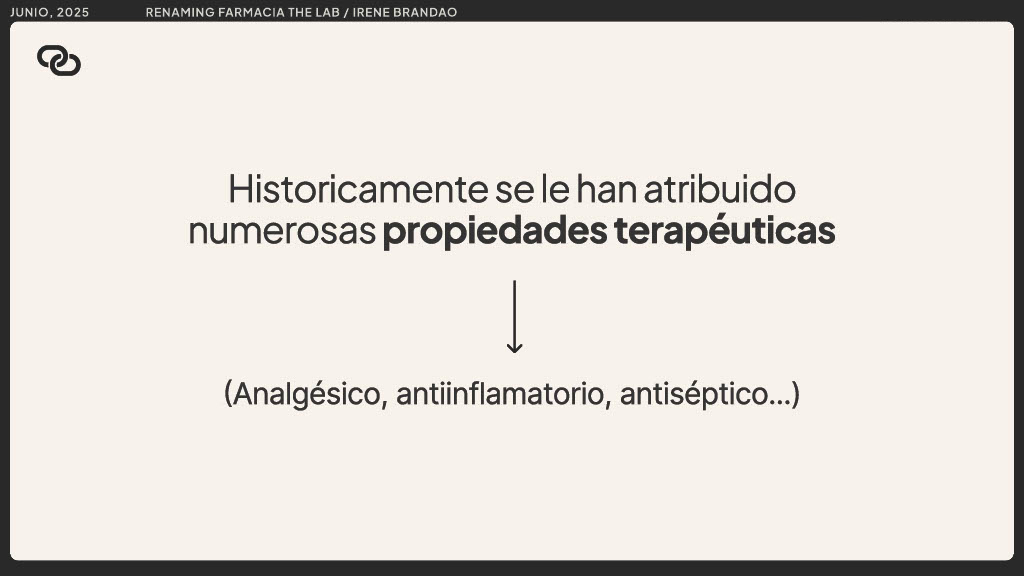 JUNIO, 2025
RENAMING FARMACIA THE LAB / IRENE BRANDAO
Historicamente se le han atribuido
numerosas propiedades terapéuticas
(Analgésico, antiinflamatorio, antiséptico...)